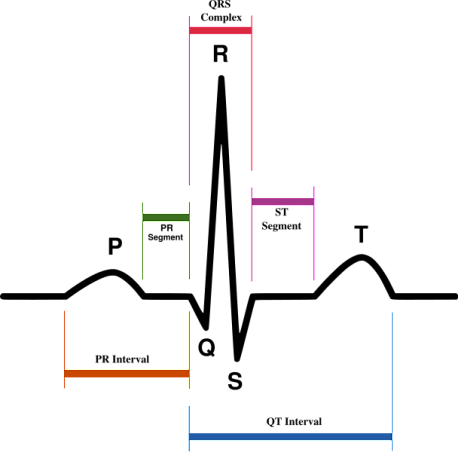 QRS
Complex
R
PR
Segment
ST
Segment
P
T
Q
S
PR Interval
QT Interval